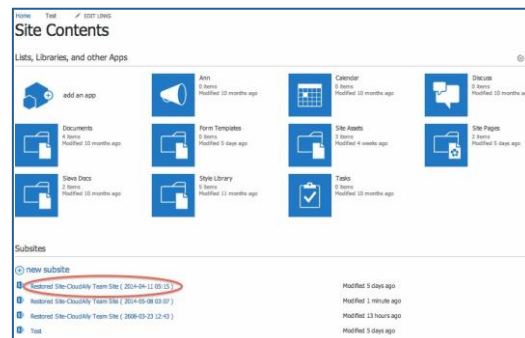 Home Test EDIT LINKS
Site Contents
Lists, Libraries, and other Apps
add an app
Ann
0 items
Modified 10 months ago
Calendar
0 items
Modified 10 months ago
Discuss
0 items
Modified 10 months a
Documents
4 items
Modified 10 months ago
Form Templates
0 items
Modified 5 days ago
Site Assets
3 items
Modified 4 weeks ago
Site Pages
2 items
Modified 5 days ago
Slava Docs
2 items
Modified 10 months ago
Style Library
5 items
Modified 11 months ago
Tasks
0 items
Modified 10 months ago
Subsites
new subsite
Restored Site-CloudAlly Team Site ( 2014-04-11 05:15 ) Modified 5 days ago
Restored Site-CloudAlly Team Site ( 2014-05-08 03:07 ) Modified 1 minute ago
Restored Site-CloudAlly Team Site ( 2608-03-23 12:43 ) Modified 13 hours ago
Test Modified 5 days ago